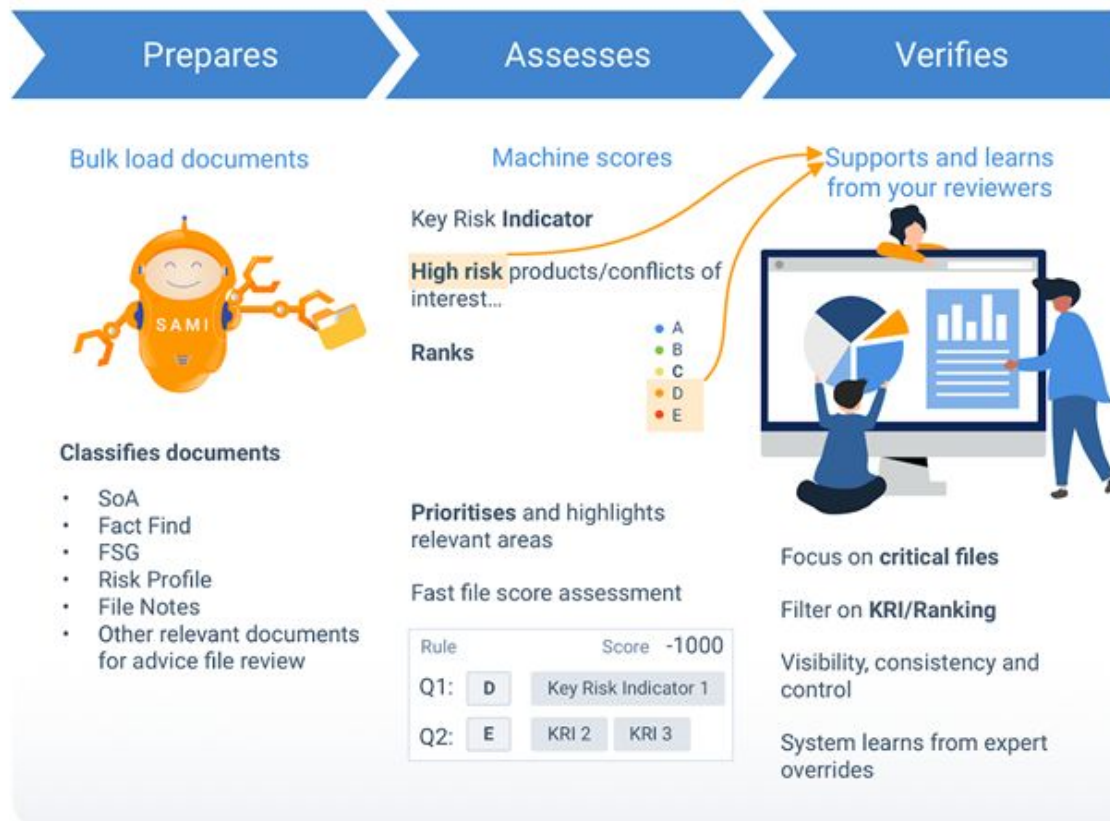 Prepares
Assesses
Verifies
Bulk load documents
SAMI
Classifies documents
• SoA
• Fact Find
• FSG
• Risk Profile
• File Notes
• Other relevant documents
for advice file review
Machine scores
Key Risk Indicator
High risk products/conflicts of
interest...
Ranks
A
B
C
D
E
Prioritises and highlights
relevant areas
Fast file score assessment
Rule Score -1000
Q1: D Key Risk Indicator 1
Q2: E KRI 2 KRI 3
Supports and learns
from your reviewers
Focus on critical files
Filter on KRI/Ranking
Visibility, consistency and
control
System learns from expert
overrides